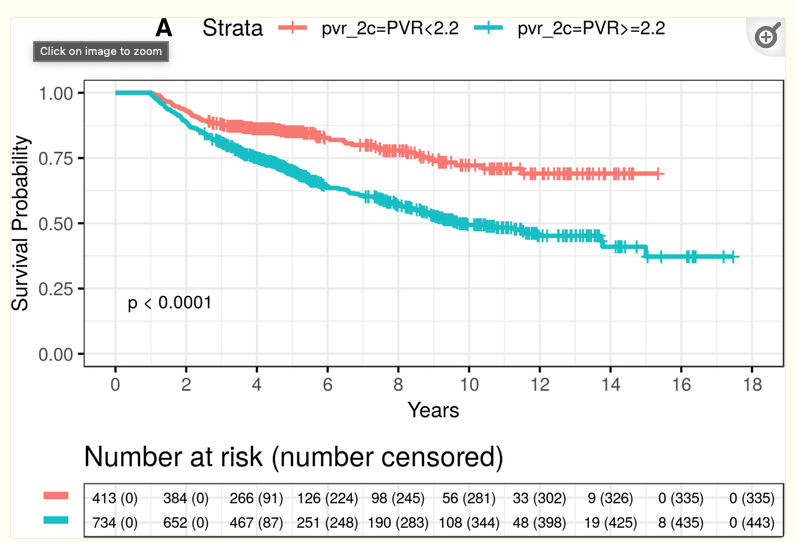 A Strata pvr_2c=PVR<2.2 pvr_2c=PVR>=2.2
Click on image to zoom
1.00
0.75
0.50
0.25
0.00
Survival Probability
p < 0.0001
0 2 4 6 8 10 12 14 16 18
Years
Number at risk (number censored)
413 (0) 384 (0) 266 (91) 126 (224) 98 (245) 56 (281) 33 (302) 9 (326) 0 (335) 0 (335)
734 (0) 652 (0) 467 (87) 251 (248) 190 (283) 108 (344) 48 (398) 19 (425) 8 (435) 0 (443)